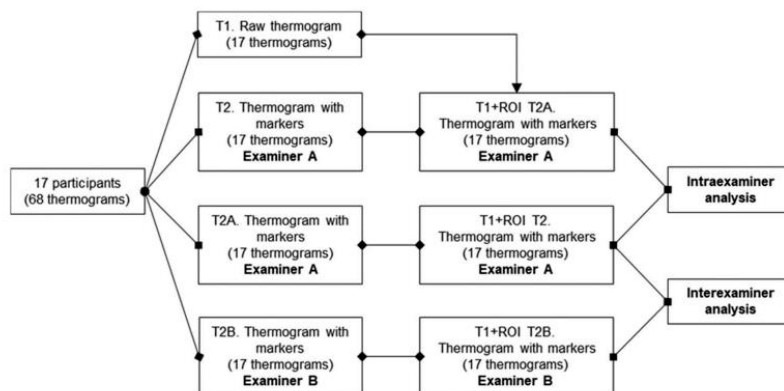 T1. Raw thermogram
(17 thermograms)
T2. Thermogram with
markers
(17 thermograms)
Examiner A
T1+ROI T2A.
Thermogram with markers
(17 thermograms)
Examiner A
17 participants
(68 thermograms)
Intraexaminer
analysis
T2A. Thermogram with
markers
(17 thermograms)
Examiner A
T1+ROI T2.
Thermogram with markers
(17 thermograms)
Examiner A
Interexaminer
analysis
T2B. Thermogram with
markers
(17 thermograms)
Examiner B
T1+ROI T2B.
Thermogram with markers
(17 thermograms)
Examiner B